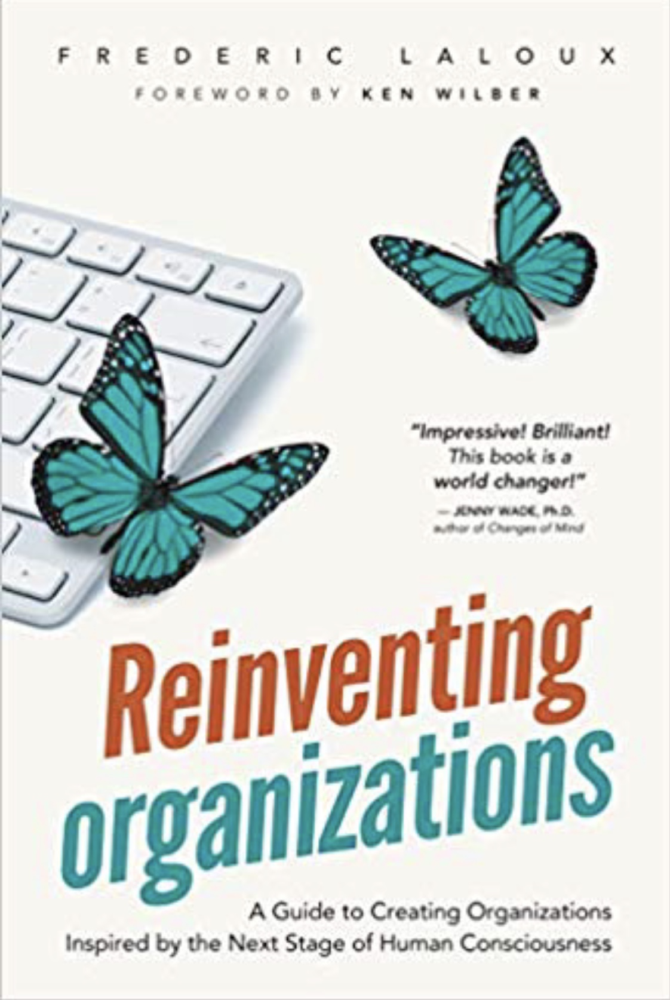 FREDERIC LALOUX
FOREWORD BY KEN WILBER
"Impressive! Brilliant!
This book is a
world changer!"
— JENNY WADE, Ph.D.
author of Changes of Mind
Reinventing
organizations
A Guide to Creating Organizations
Inspired by the Next Stage of Human Consciousness